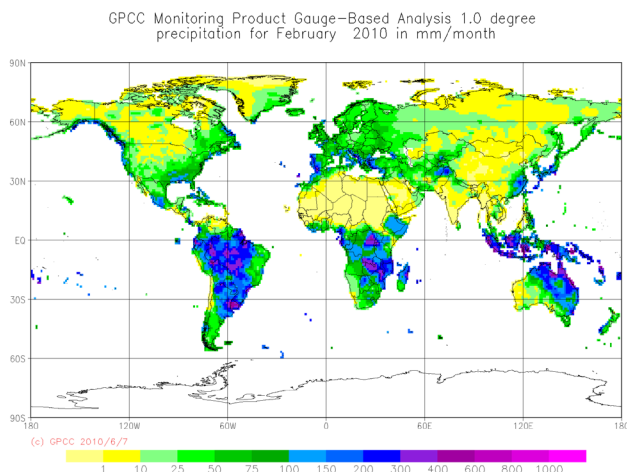 GPCC Monitoring Product Gauge-Based Analysis 1.0 degree
precipitation for February 2010 in mm/month
90N
60N
30N
EQ
30S
60S
90S
180 120W 60W 0 60E 120E 180
(c) GPCC 2010/6/7
1 10 25 50 75 100 150 200 300 400 600 800 1000